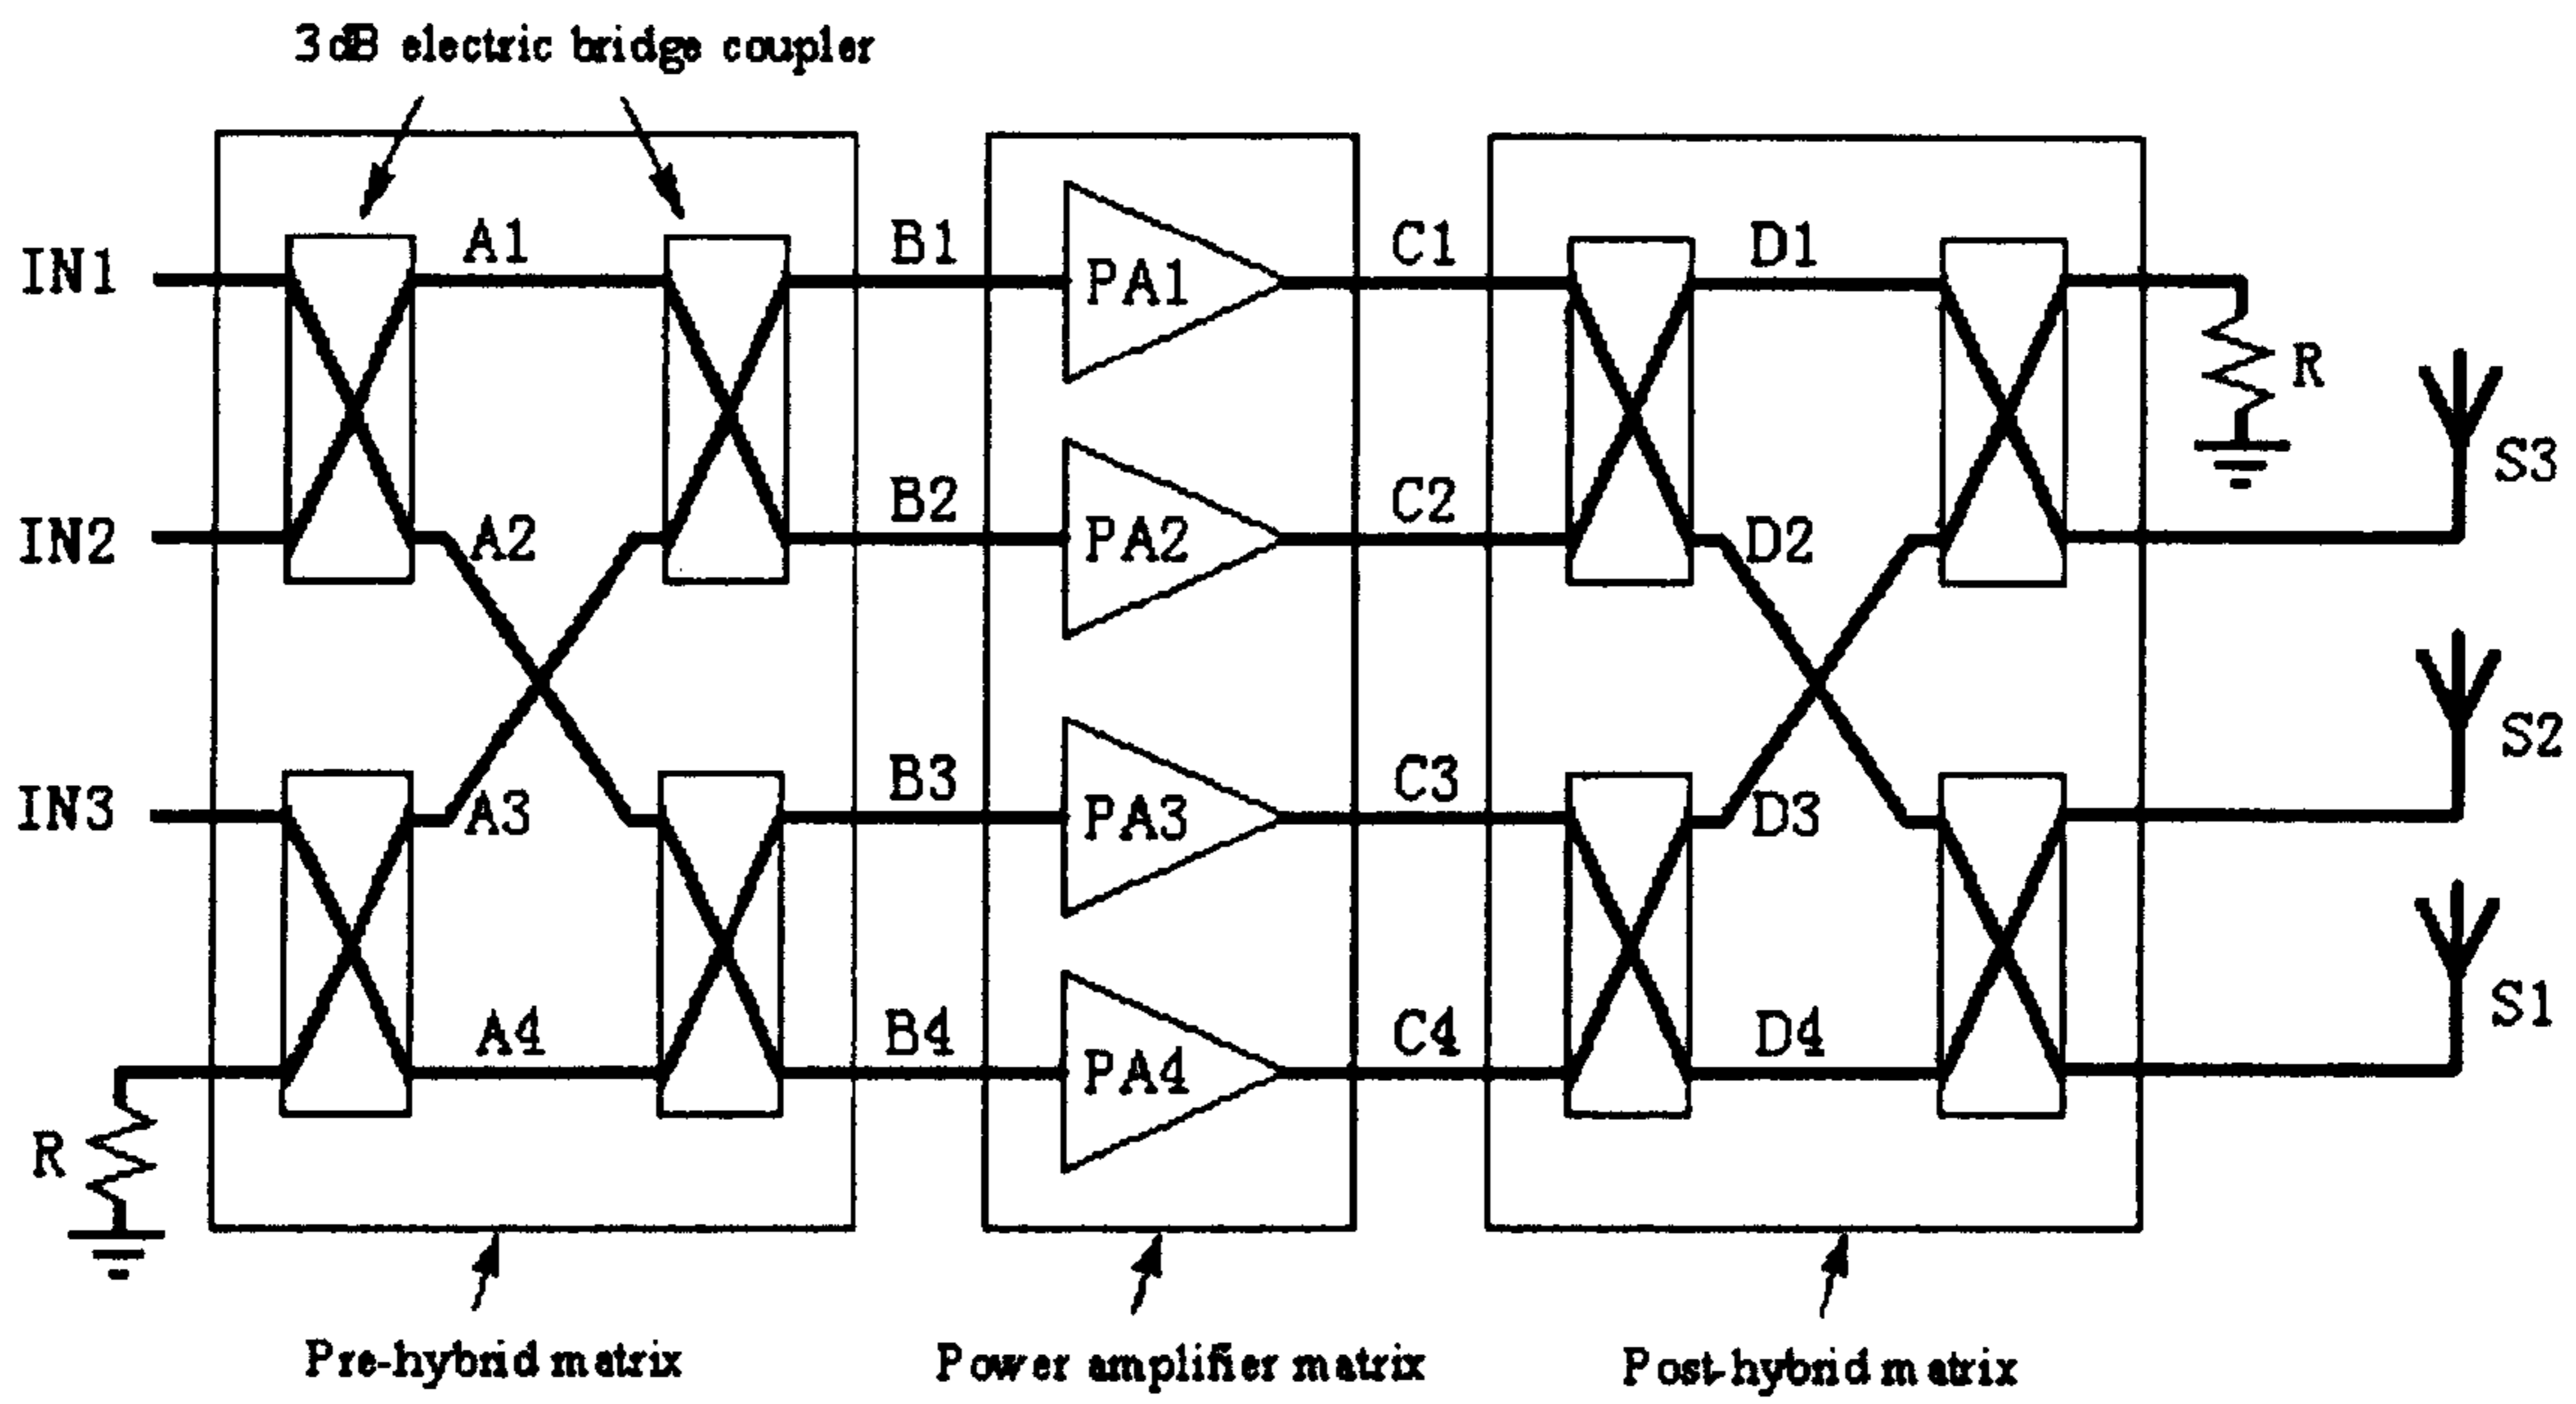 3dB electric bridge coupler
IN1
A1
B1
PA1
C1
D1
R
S3
IN2
A2
B2
PA2
C2
D2
S2
IN3
A3
B3
PA3
C3
D3
S1
A4
B4
PA4
C4
D4
R
Pre-hybrid matrix
Power amplifier matrix
Post-hybrid matrix